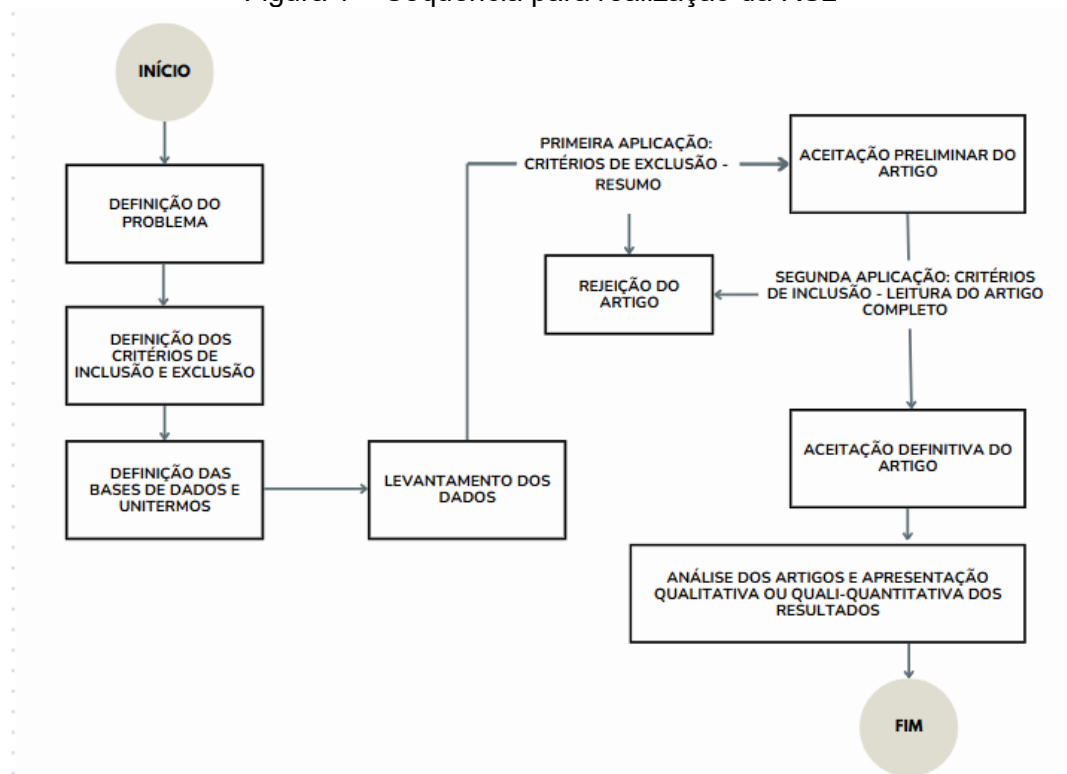 INÍCIO
DEFINIÇÃO DO
PROBLEMA
DEFINIÇÃO DOS
CRITÉRIOS DE
INCLUSÃO E EXCLUSÃO
DEFINIÇÃO DAS
BASES DE DADOS E
UNITERMOS
LEVANTAMENTO DOS
DADOS
PRIMEIRA APLICAÇÃO:
CRITÉRIOS DE EXCLUSÃO -
RESUMO
REJEIÇÃO DO
ARTIGO
ACEITAÇÃO PRELIMINAR DO
ARTIGO
SEGUNDA APLICAÇÃO: CRITÉRIOS
DE INCLUSÃO - LEITURA DO ARTIGO
COMPLETO
ACEITAÇÃO DEFINITIVA DO
ARTIGO
ANÁLISE DOS ARTIGOS E APRESENTAÇÃO
QUALITATIVA OU QUALI-QUANTITATIVA DOS
RESULTADOS
FIM